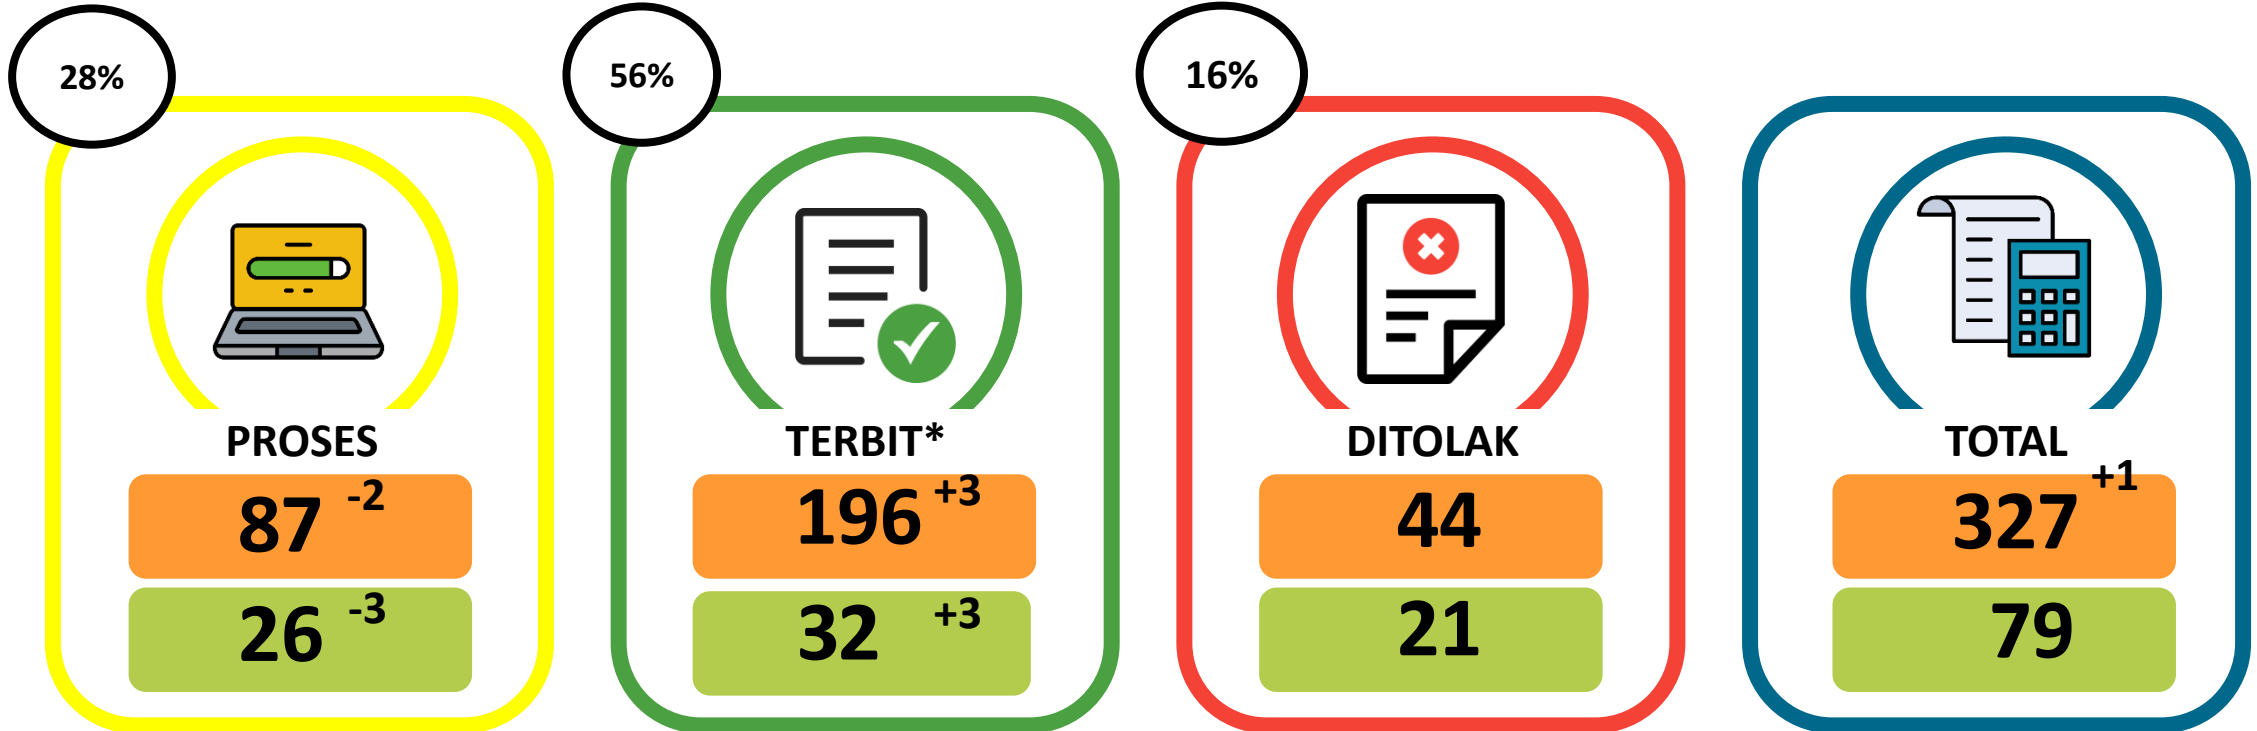 28%
PROSES
87 -2
26 -3
56%
TERBIT*
196 +3
32 +3
16%
DITOLAK
44
21
TOTAL
327 +1
79